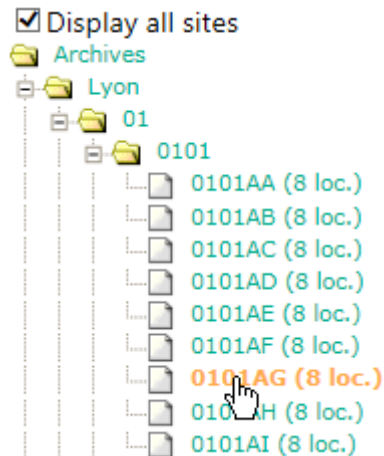 Display all sites
Archives
Lyon
01
0101
0101AA (8 loc.)
0101AB (8 loc.)
0101AC (8 loc.)
0101AD (8 loc.)
0101AE (8 loc.)
0101AF (8 loc.)
0101AG (8 loc.)
0101AH (8 loc.)
0101AI (8 loc.)